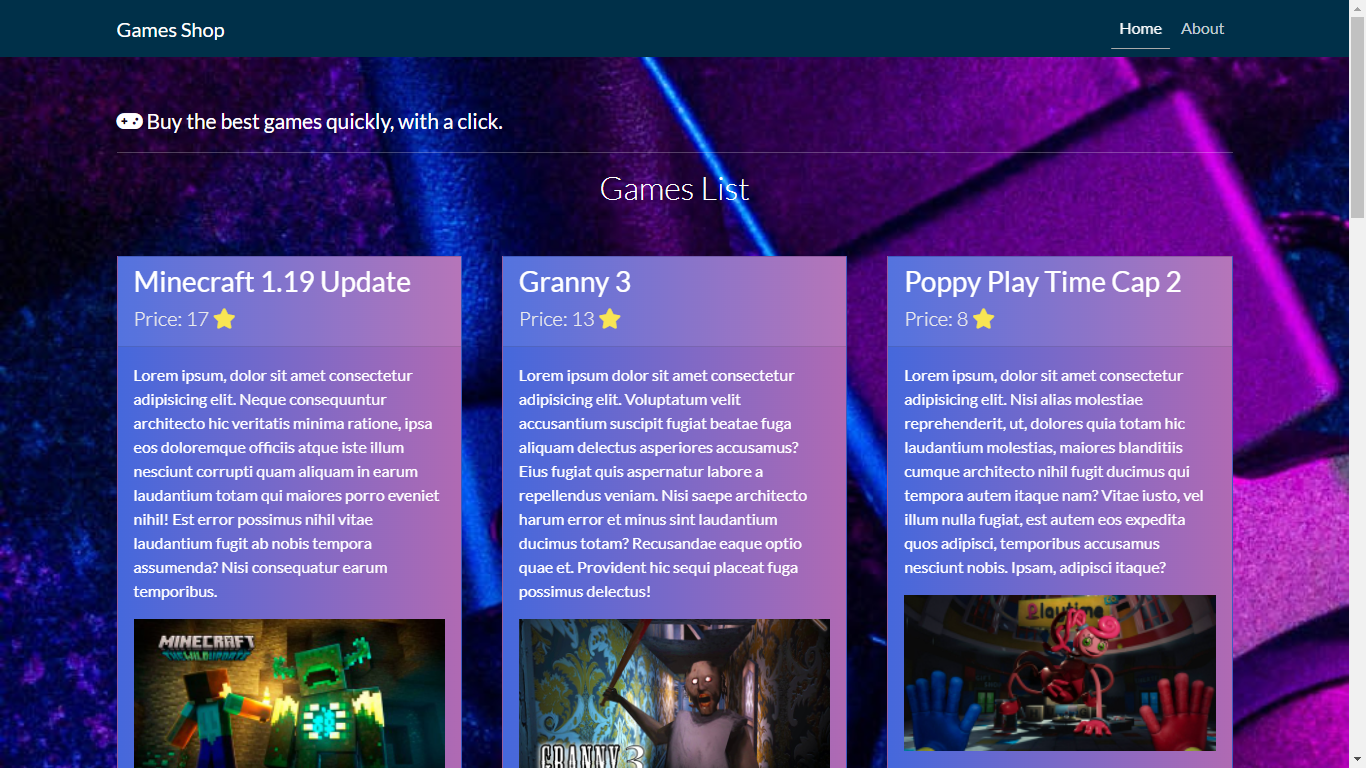 Games Shop
Home
About
Buy the best games quickly, with a click.
Games List
Minecraft 1.19 Update
Price: 17
Lorem ipsum, dolor sit amet consectetur
adipisicing elit. Neque consequuntur
architecto hic veritatis minima ratione, ipsa
eos doloremque officiis atque iste illum
nesciunt corrupti quam aliquam in earum
laudantium totam qui maiores porro eveniet
nihil! Est error possimus nihil vitae
laudantium fugit ab nobis tempora
assumenda? Nisi consequatur earum
temporibus.
MINECRAFT
THE WILD UPDATE
Granny 3
Price: 13
Lorem ipsum dolor sit amet consectetur
adipisicing elit. Voluptatum velit
accusantium suscipit fugiat beatae fuga
aliquam delectus asperiores accusamus?
Eius fugiat quis aspernatur labore a
repellendus veniam. Nisi saepe architecto
harum error et minus sint laudantium
ducimus totam? Recusandae eaque optio
quae et. Provident hic sequi placeat fuga
possimus delectus!
GRANNY 3
Poppy Play Time Cap 2
Price: 8
Lorem ipsum, dolor sit amet consectetur
adipisicing elit. Nisi alias molestiae
reprehenderit, ut, dolores quia totam hic
laudantium molestias, maiores blanditiis
cumque architecto nihil fugit ducimus qui
tempora autem itaque nam? Vitae iusto, vel
illum nulla fugiat, est autem eos expedita
quos adipisci, temporibus accusamus
nesciunt nobis. Ipsam, adipisci itaque?
Playtime